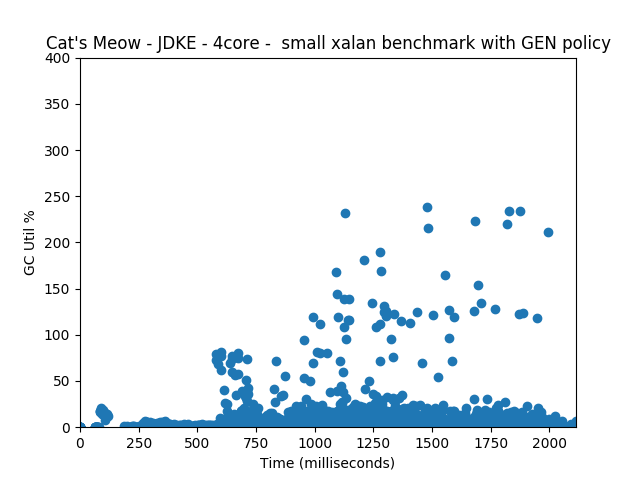 Cat's Meow - JDKE - 4core -  small xalan benchmark with GEN policy
400
350
300
250
200
150
100
50
0
GC Util %
0 250 500 750 1000 1250 1500 1750 2000
Time (milliseconds)